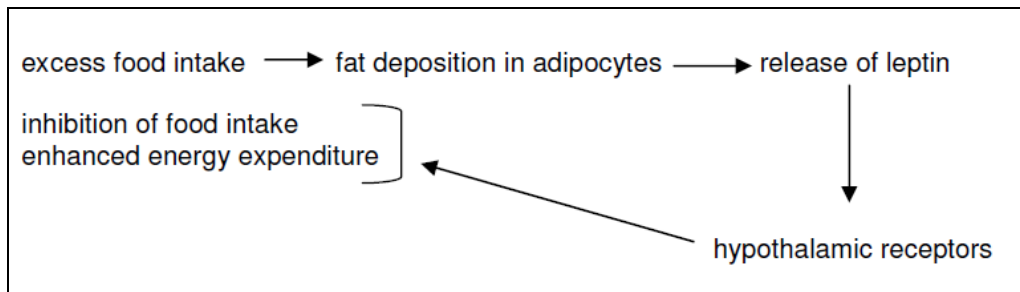 excess food intake fat deposition in adipocytes release of leptin
inhibition of food intake
enhanced energy expenditure
hypothalamic receptors